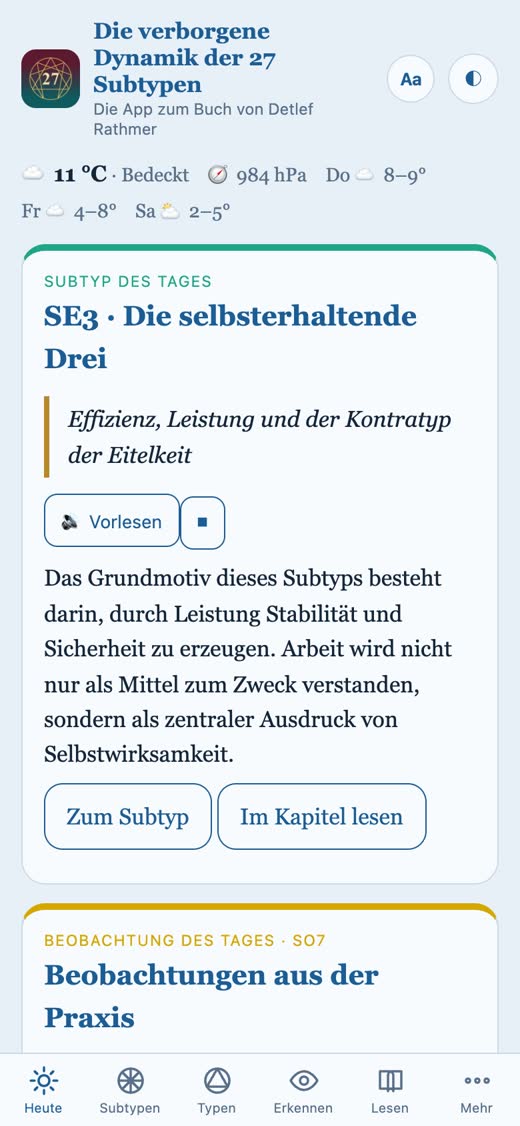 27
Die verborgene
Dynamik der 27
Subtypen
Die App zum Buch von Detlef
Rathmer
Aa
11 °C · Bedeckt 984 hPa Do 8–9°
Fr 4–8° Sa 2–5°
SUBTYP DES TAGES
SE3 · Die selbsterhaltende
Drei
Effizienz, Leistung und der Kontratyp
der Eitelkeit
Vorlesen
Das Grundmotiv dieses Subtyps besteht
darin, durch Leistung Stabilität und
Sicherheit zu erzeugen. Arbeit wird nicht
nur als Mittel zum Zweck verstanden,
sondern als zentraler Ausdruck von
Selbstwirksamkeit.
Zum Subtyp Im Kapitel lesen
BEOBACHTUNG DES TAGES · SO7
Beobachtungen aus der
Praxis
Heute Subtypen Typen Erkennen Lesen Mehr